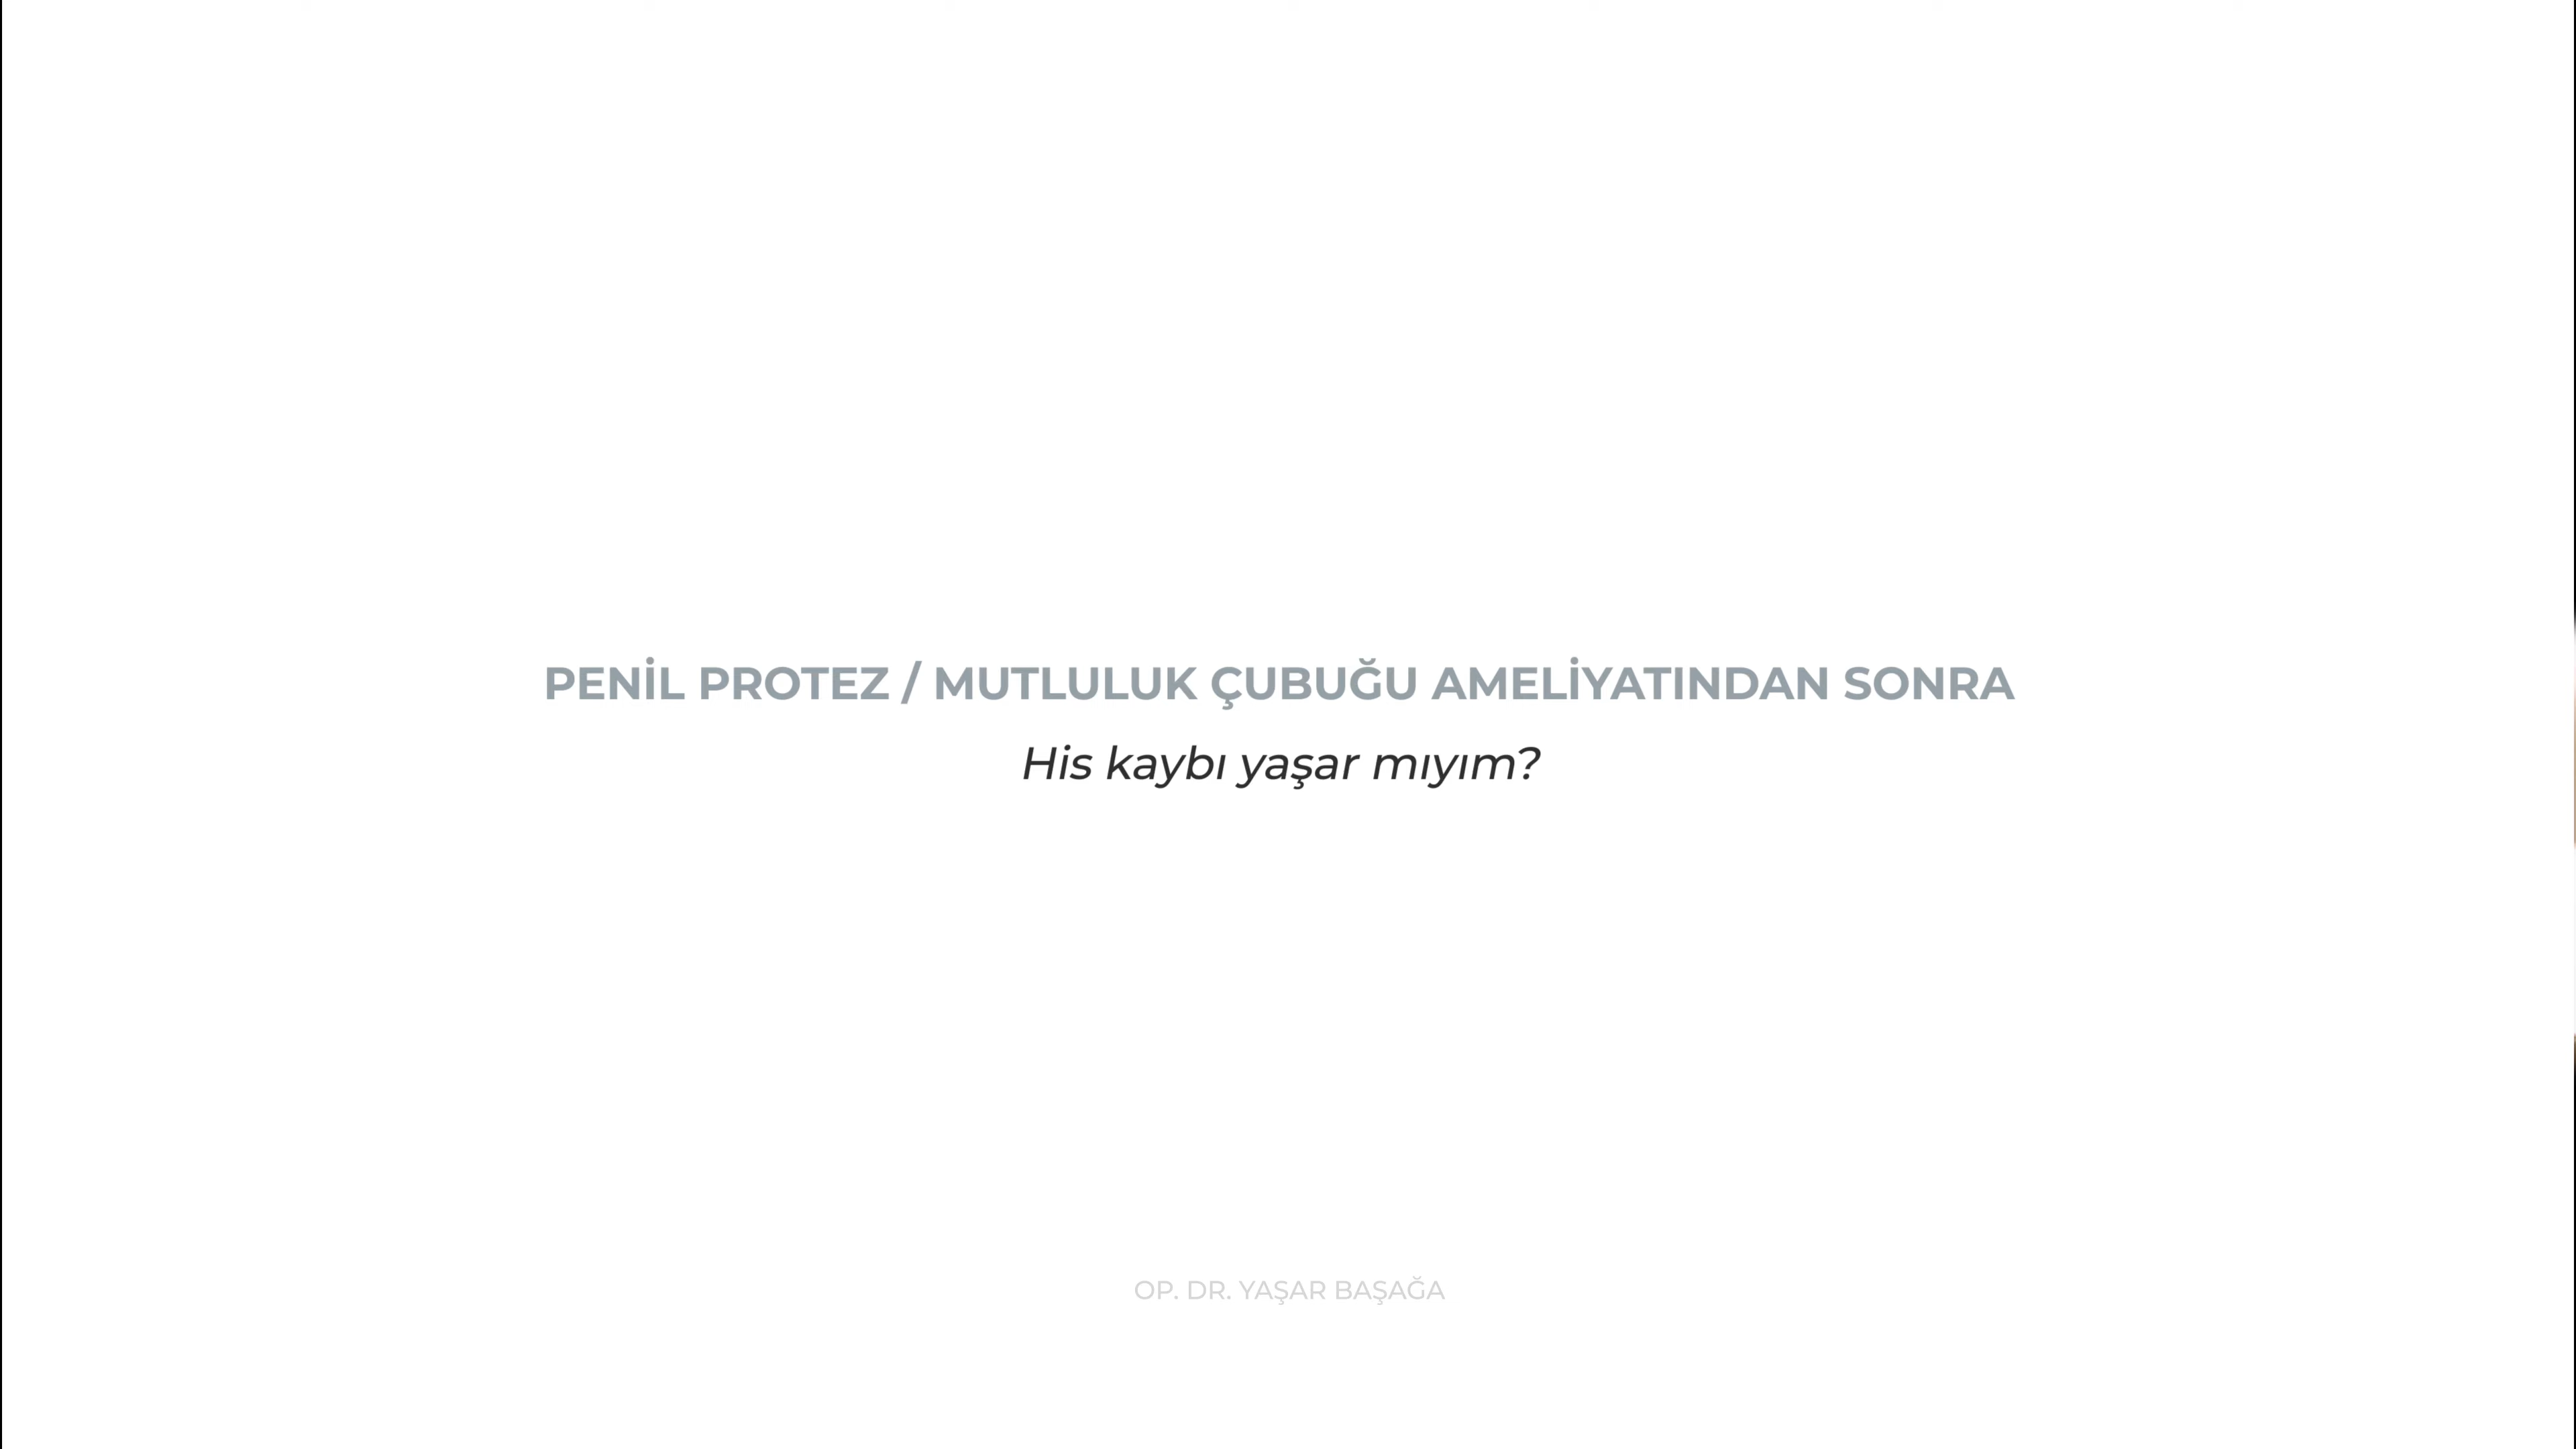 PENİL PROTEZ / MUTLULUK ÇUBUĞU AMELİYATINDAN SONRA
His kaybı yaşar mıyım?
OP. DR. YAŞAR BAŞAĞA